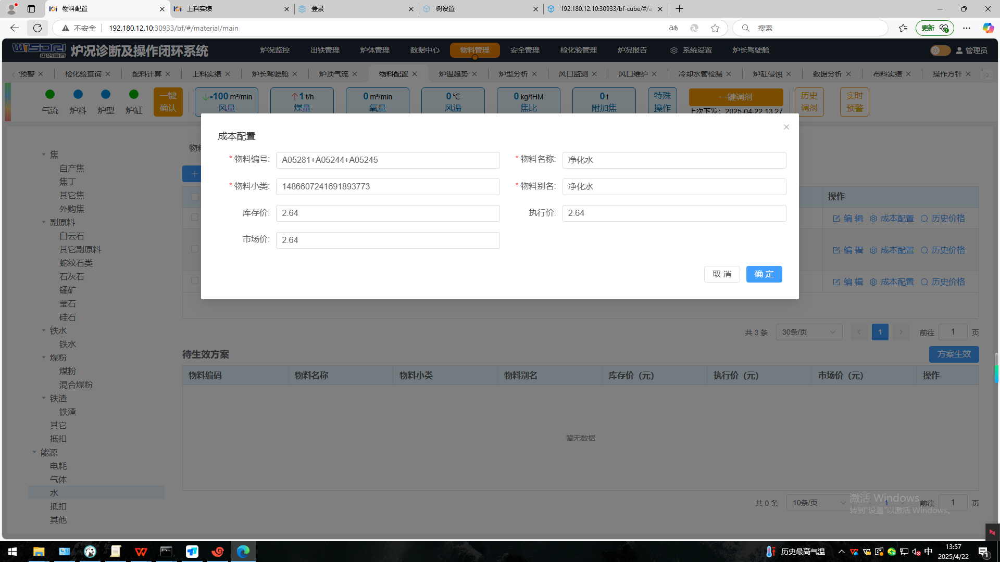 物料配置
上料实绩
登录
树设置
192.180.12.10:30933/bf-cube/#/a
不安全
192.180.12.10:30933/bf/#/material/main
搜索
更新
WISDRI
炉况诊断及操作闭环系统
炉况监控
出铁管理
炉体管理
数据中心
物料管理
安全管理
检化验管理
炉况报告
系统设置
炉长驾驶舱
管理员
预警
检化验查询
配料计算
上料实绩
炉长驾驶舱
炉顶气流
物料配置
炉温趋势
炉型分析
风口监测
风口维护
冷却水管检漏
炉缸侵蚀
数据分析
布料实绩
操作方针
气流
炉料
炉型
炉缸
一键
确认
-100 m³/min
风量
1 t/h
煤量
0 m³/min
氧量
0 ℃
风温
0 kg/tHM
焦比
0 t
附加焦
特殊
操作
一键调剂
上次下发：2025-04-22 13:27
历史
调剂
实时
预警
成本配置
*物料编号: A05281+A05244+A05245
*物料名称: 净化水
*物料小类: 1486607241691893773
*物料别名: 净化水
库存价: 2.64
执行价: 2.64
市场价: 2.64
取 消
确 定
焦
自产焦
焦丁
其它焦
外购焦
副原料
白云石
其它副原料
蛇纹石类
石灰石
锰矿
莹石
硅石
铁水
铁水
煤粉
煤粉
混合煤粉
铁渣
铁渣
其它
抵扣
能源
电耗
气体
水
抵扣
其他
物料
操作
编 辑 成本配置 历史价格
编 辑 成本配置 历史价格
编 辑 成本配置 历史价格
共 3 条
30条/页
1
前往 1 页
待生效方案
方案生效
物料编码
物料名称
物料小类
物料别名
库存价（元）
执行价（元）
市场价（元）
操作
暂无数据
共 0 条
10条/页
1
前往 1 页
激活 Windows
转到"设置"以激活 Windows。
历史最高气温
中
13:57
2025/4/22
1